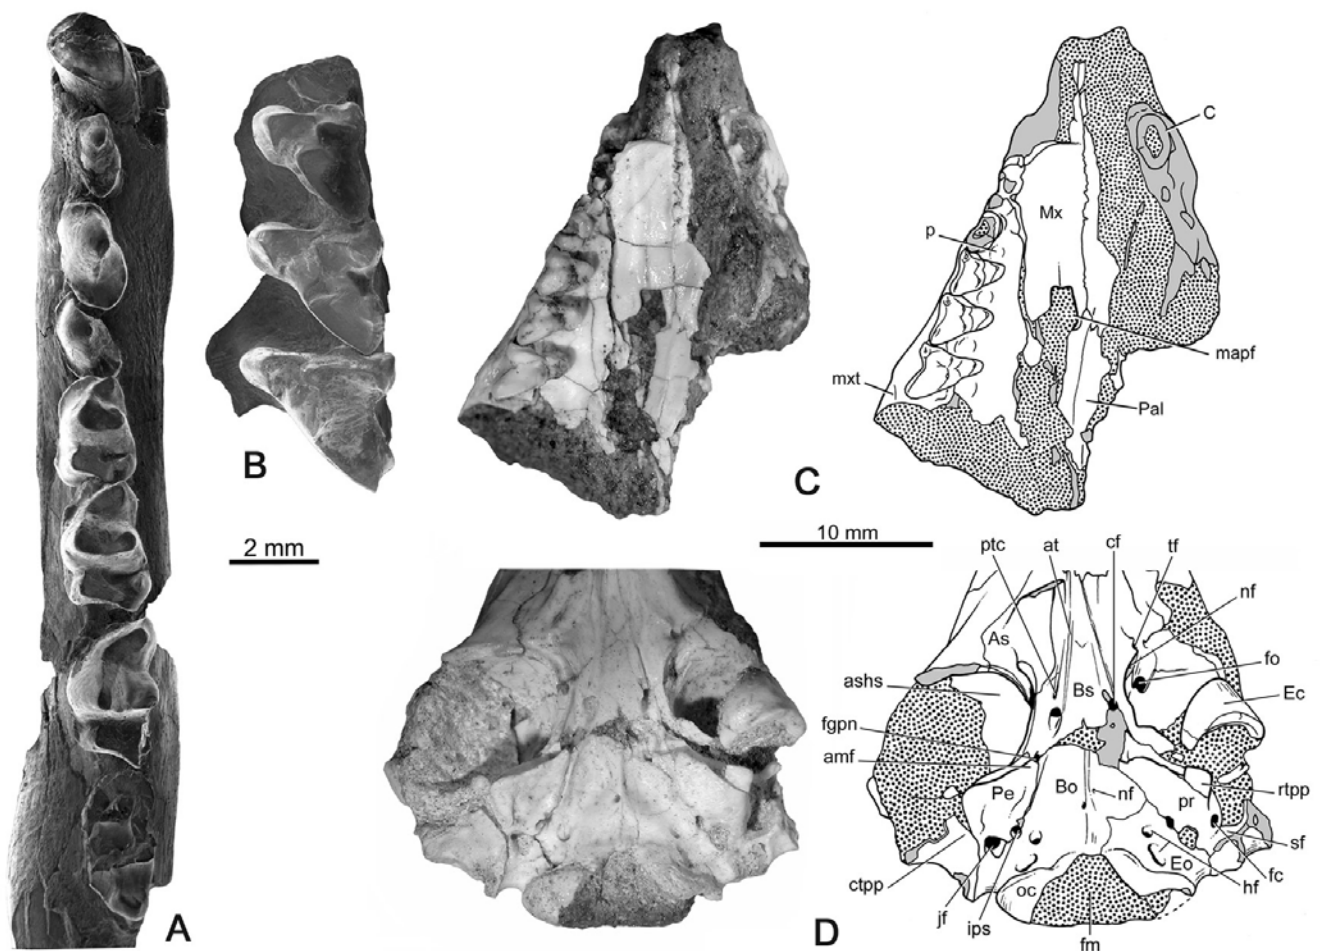 C
p
Mx
mapf
mxt
Pal
B
C
2 mm
10 mm
ptc
at
cf
tf
nf
As
fo
ashs
Bs
Ec
fgpn
amf
Pe
Bo
nf
pr
rtpp
sf
Eo
fc
ctpp
oc
hf
jf
ips
fm
A
D